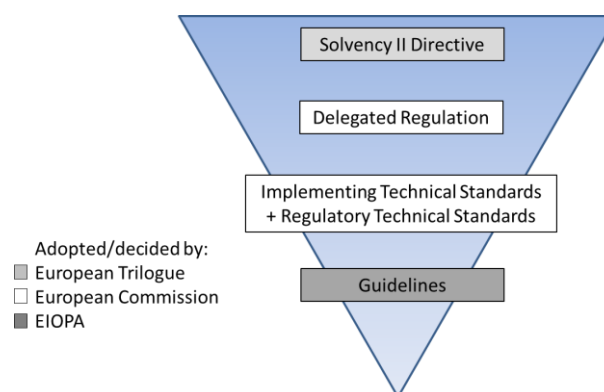 Solvency II Directive
Delegated Regulation
Implementing Technical Standards
+ Regulatory Technical Standards
Guidelines
Adopted/decided by:
European Trilogue
European Commission
EIOPA